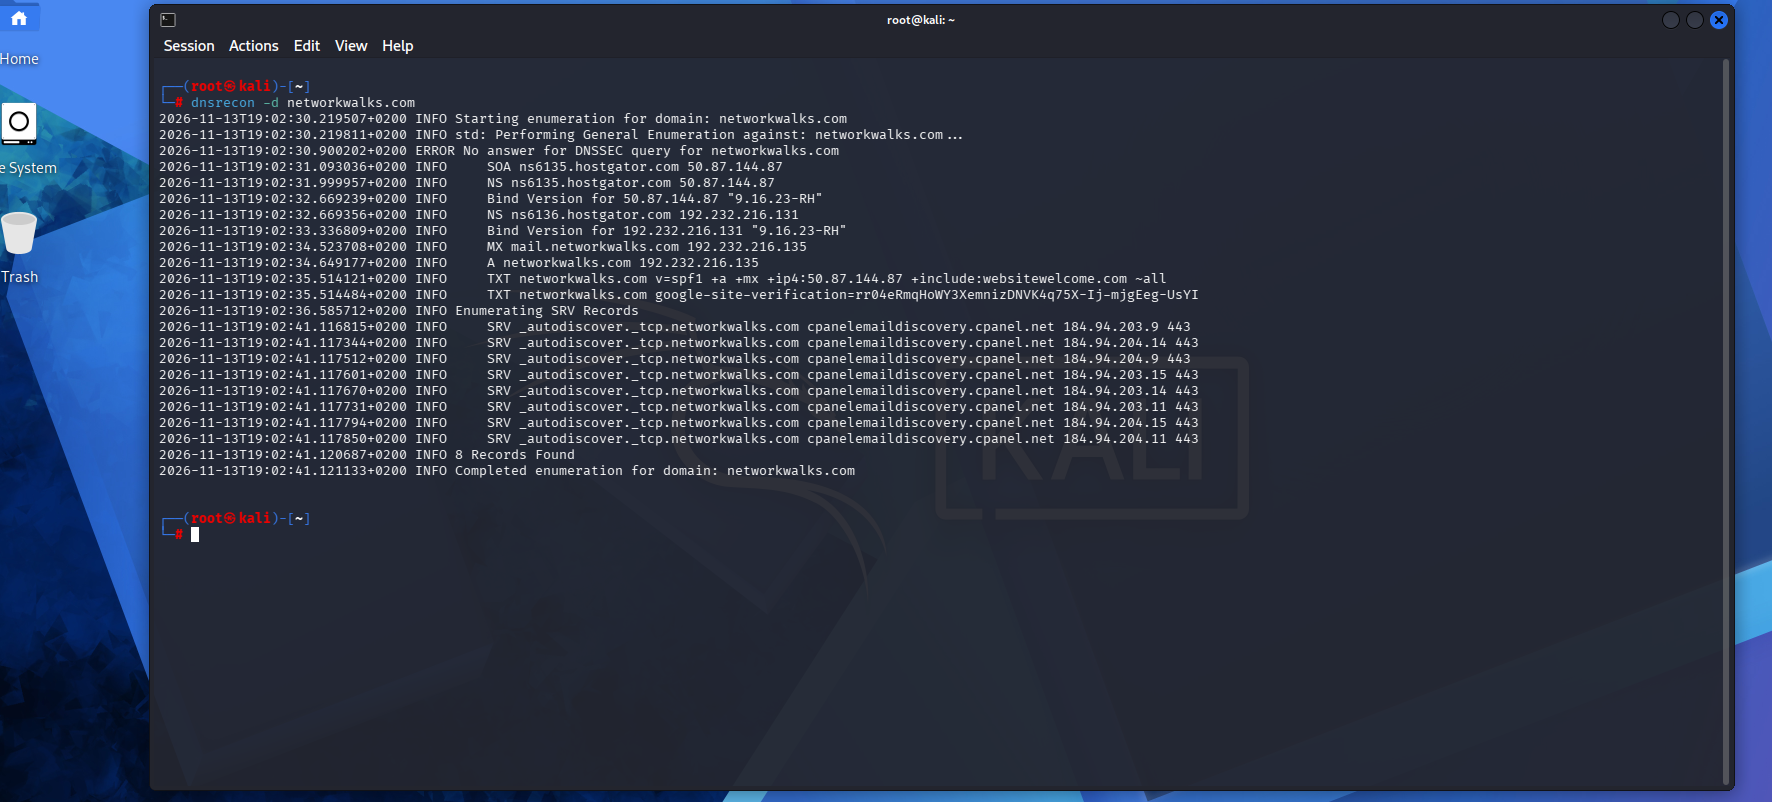 root@kali: ~
Session Actions Edit View Help
Home
e System
Trash
┌──(root㉿kali)-[~]
└─# dnsrecon -d networkwalks.com
2026-11-13T19:02:30.219507+0200 INFO Starting enumeration for domain: networkwalks.com
2026-11-13T19:02:30.219811+0200 INFO std: Performing General Enumeration against: networkwalks.com...
2026-11-13T19:02:30.900202+0200 ERROR No answer for DNSSEC query for networkwalks.com
2026-11-13T19:02:31.093036+0200 INFO     SOA ns6135.hostgator.com 50.87.144.87
2026-11-13T19:02:31.999957+0200 INFO     NS ns6135.hostgator.com 50.87.144.87
2026-11-13T19:02:32.669239+0200 INFO     Bind Version for 50.87.144.87 "9.16.23-RH"
2026-11-13T19:02:32.669356+0200 INFO     NS ns6136.hostgator.com 192.232.216.131
2026-11-13T19:02:33.336809+0200 INFO     Bind Version for 192.232.216.131 "9.16.23-RH"
2026-11-13T19:02:34.523708+0200 INFO     MX mail.networkwalks.com 192.232.216.135
2026-11-13T19:02:34.649177+0200 INFO     A networkwalks.com 192.232.216.135
2026-11-13T19:02:35.514121+0200 INFO     TXT networkwalks.com v=spf1 +a +mx +ip4:50.87.144.87 +include:websitewelcome.com ~all
2026-11-13T19:02:35.514484+0200 INFO     TXT networkwalks.com google-site-verification=rr04eRmqHoWY3XemnizDNVK4q75X-Ij-mjgEeg-UsYI
2026-11-13T19:02:36.585712+0200 INFO Enumerating SRV Records
2026-11-13T19:02:41.116815+0200 INFO     SRV _autodiscover._tcp.networkwalks.com cpanelemaildiscovery.cpanel.net 184.94.203.9 443
2026-11-13T19:02:41.117344+0200 INFO     SRV _autodiscover._tcp.networkwalks.com cpanelemaildiscovery.cpanel.net 184.94.204.14 443
2026-11-13T19:02:41.117512+0200 INFO     SRV _autodiscover._tcp.networkwalks.com cpanelemaildiscovery.cpanel.net 184.94.204.9 443
2026-11-13T19:02:41.117601+0200 INFO     SRV _autodiscover._tcp.networkwalks.com cpanelemaildiscovery.cpanel.net 184.94.203.15 443
2026-11-13T19:02:41.117670+0200 INFO     SRV _autodiscover._tcp.networkwalks.com cpanelemaildiscovery.cpanel.net 184.94.203.14 443
2026-11-13T19:02:41.117731+0200 INFO     SRV _autodiscover._tcp.networkwalks.com cpanelemaildiscovery.cpanel.net 184.94.203.11 443
2026-11-13T19:02:41.117794+0200 INFO     SRV _autodiscover._tcp.networkwalks.com cpanelemaildiscovery.cpanel.net 184.94.204.15 443
2026-11-13T19:02:41.117850+0200 INFO     SRV _autodiscover._tcp.networkwalks.com cpanelemaildiscovery.cpanel.net 184.94.204.11 443
2026-11-13T19:02:41.120687+0200 INFO 8 Records Found
2026-11-13T19:02:41.121133+0200 INFO Completed enumeration for domain: networkwalks.com
┌──(root㉿kali)-[~]
└─#
KALI